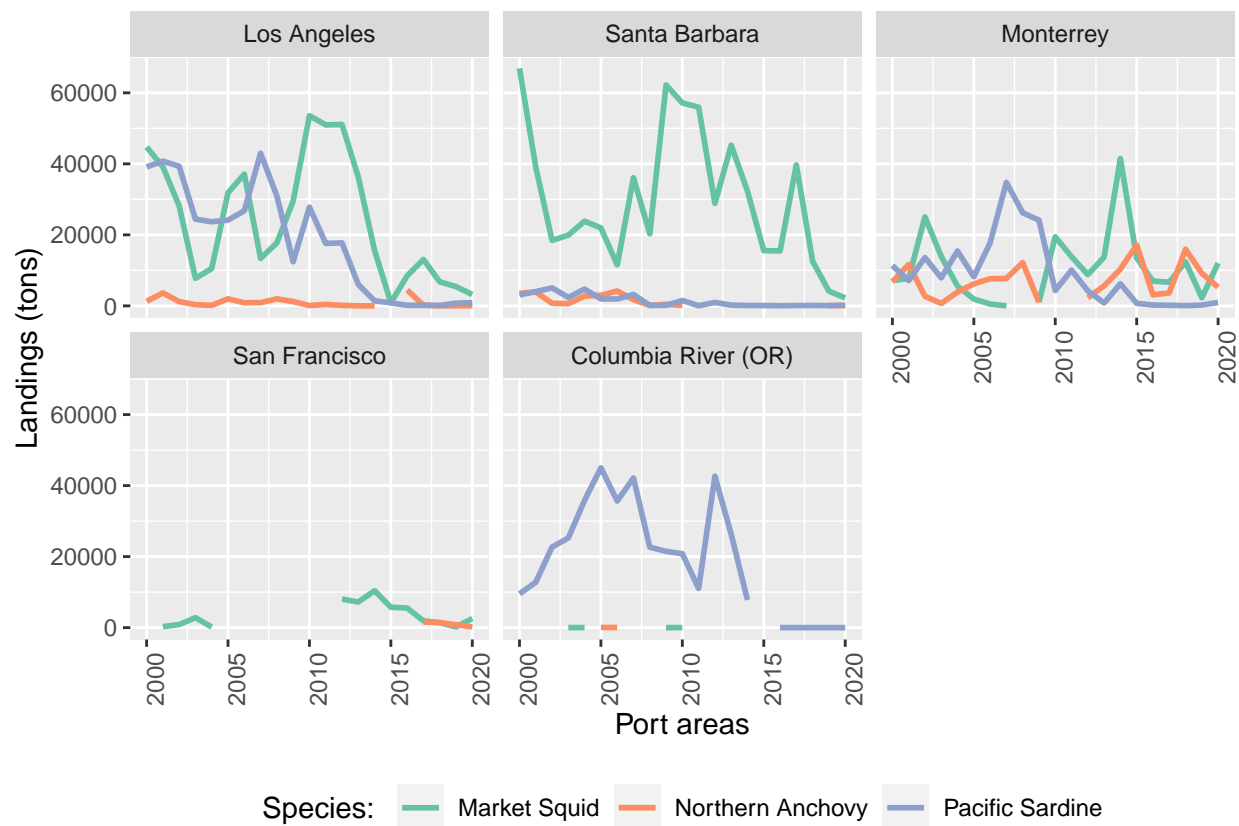 Los Angeles
Santa Barbara
Monterrey
60000
40000
20000
0
2000
2005
2010
2015
2020
San Francisco
Columbia River (OR)
60000
40000
20000
0
2000
2005
2010
2015
2020
2000
2005
2010
2015
2020
Landings (tons)
Port areas
Species:
Market Squid
Northern Anchovy
Pacific Sardine